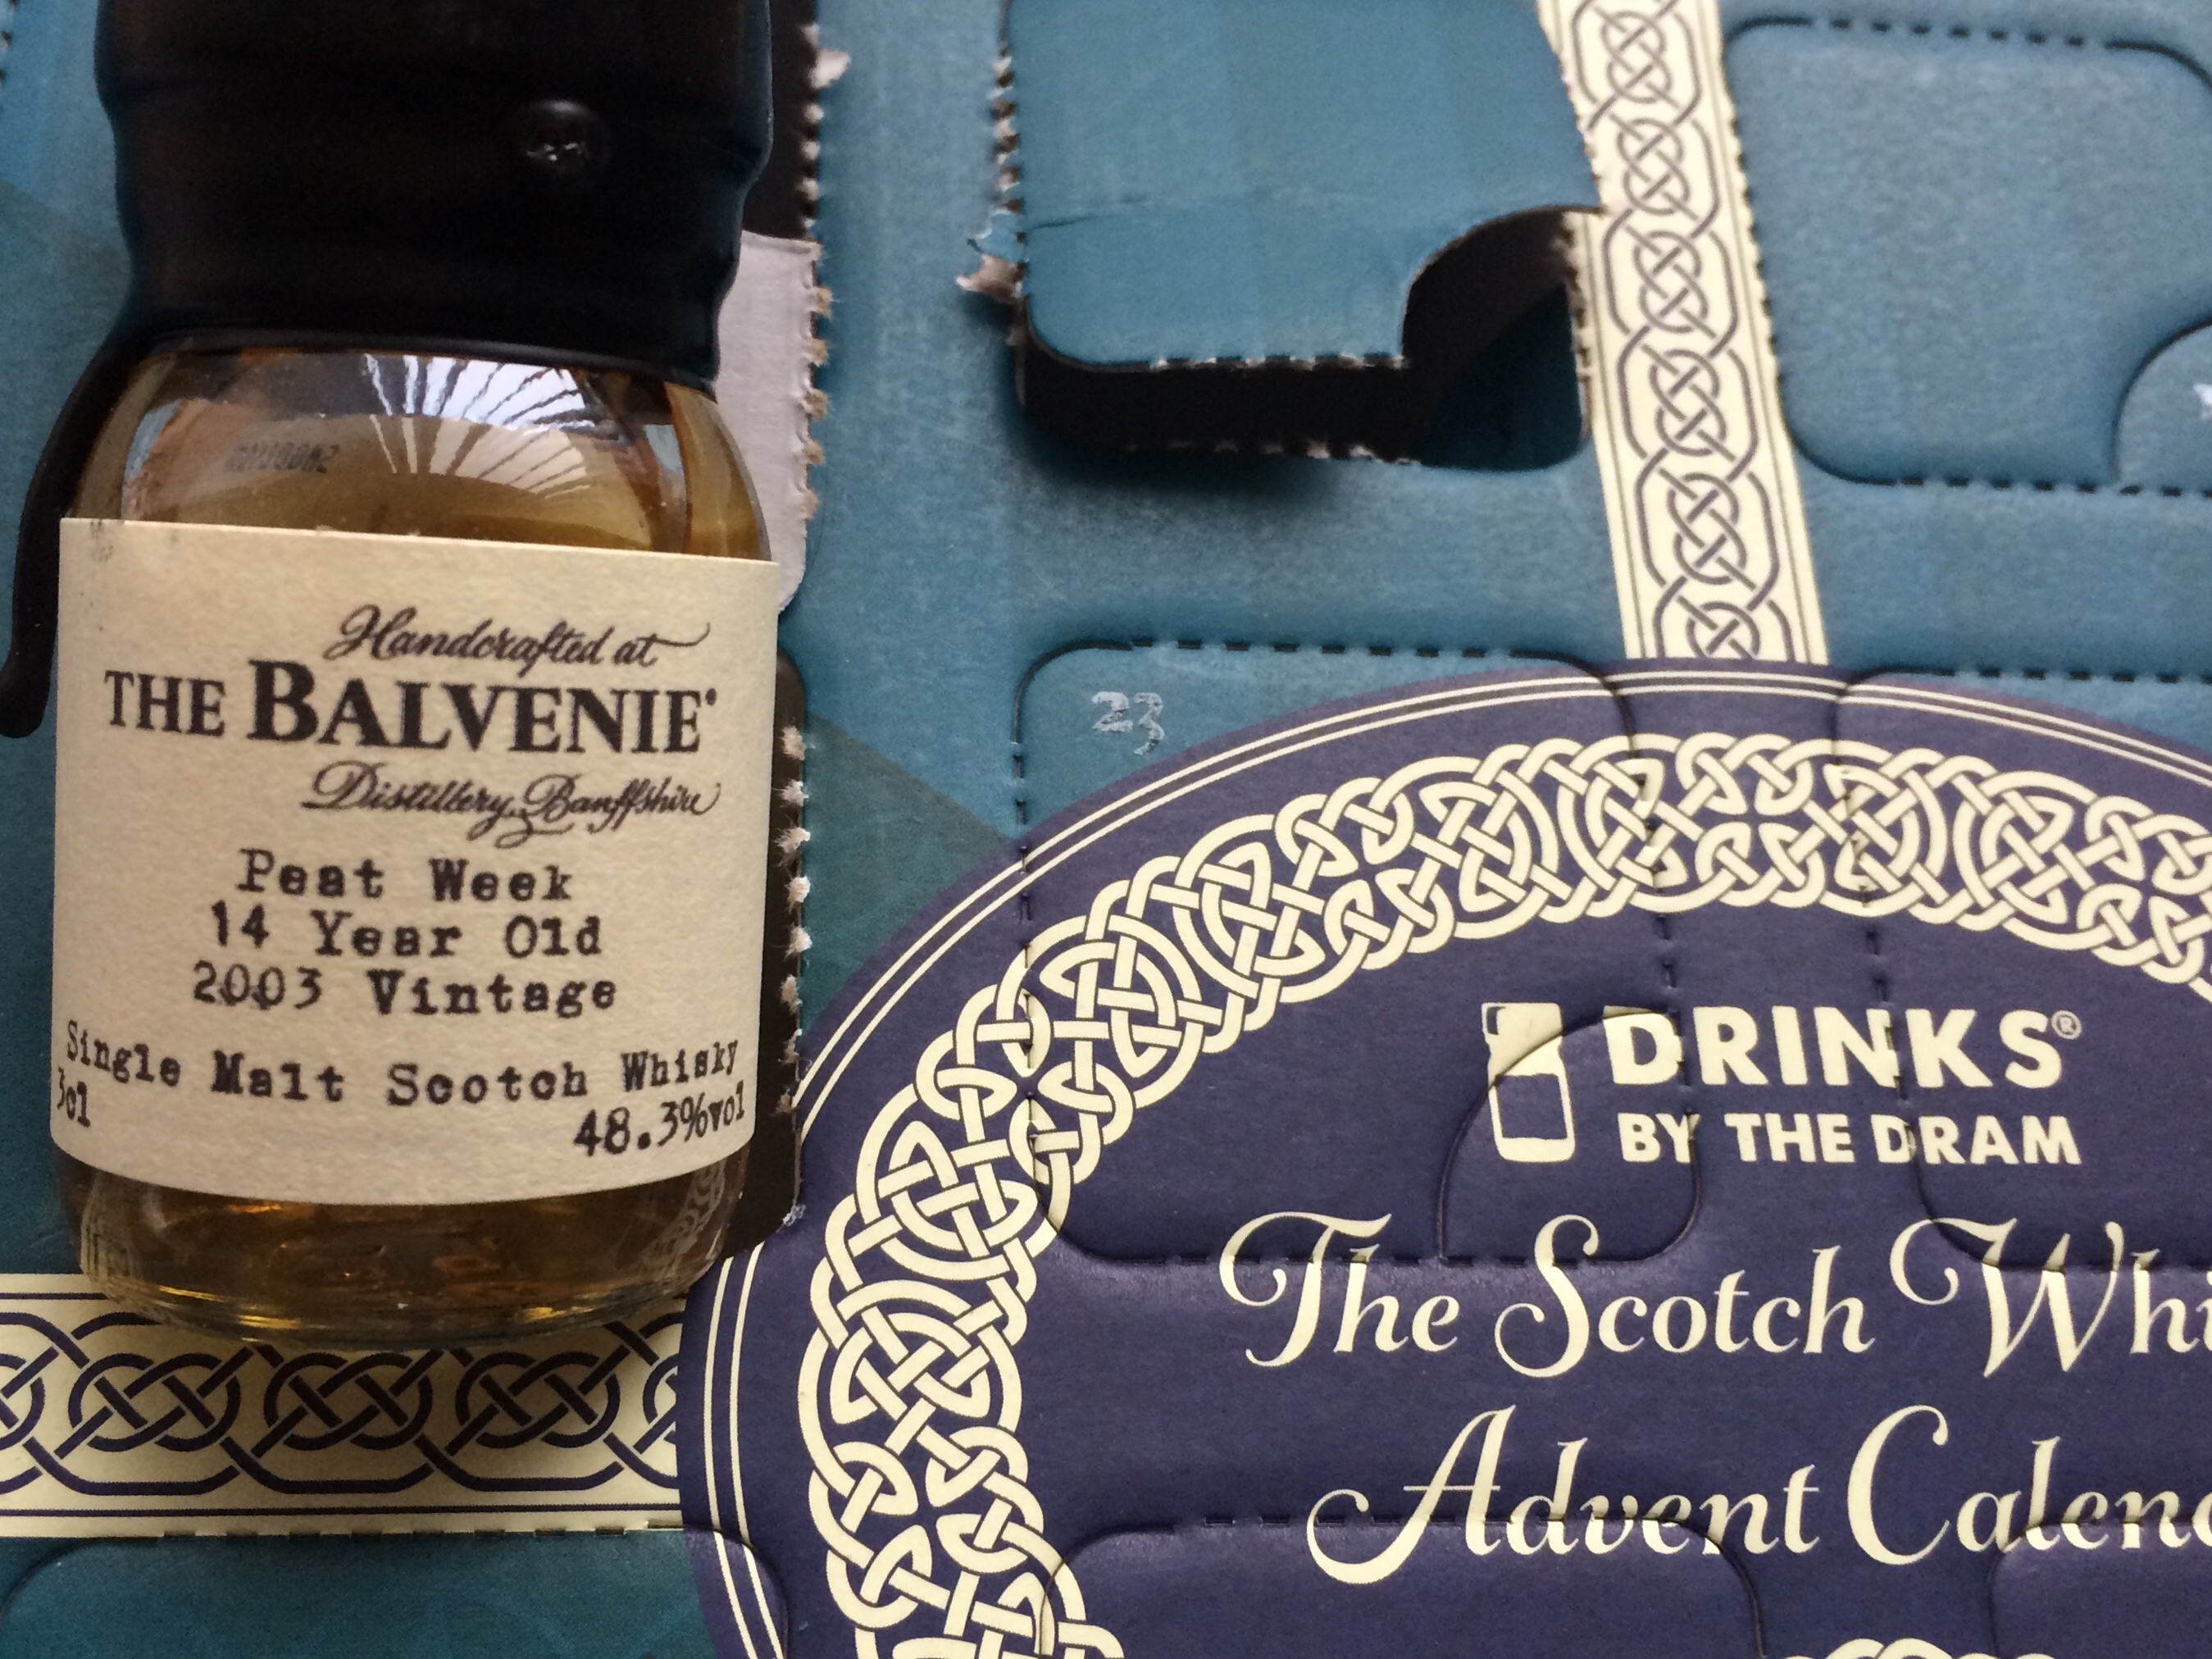 Handcrafted at
THE BALVENIE
Distillery, Banffshire
Peat Week
14 Year Old
2003 Vintage
Single Malt Scotch Whisky
3cl
48.3%vol
23
DRINKS®
BY THE DRAM
The Scotch Whi
Advent Calend